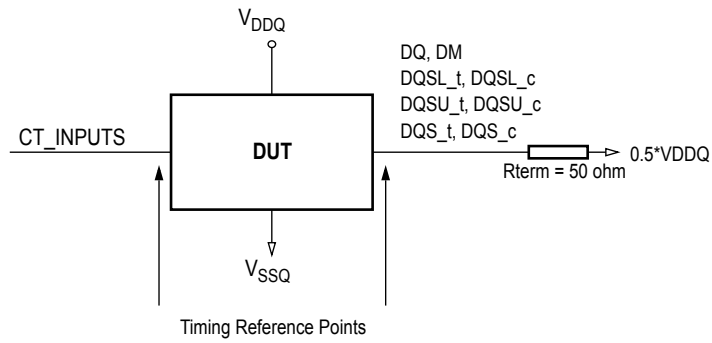 VDDQ
DQ, DM
DQSL_t, DQSL_c
DQSU_t, DQSU_c
DQS_t, DQS_c
CT_INPUTS
DUT
0.5*VDDQ
Rterm = 50 ohm
VSSQ
Timing Reference Points